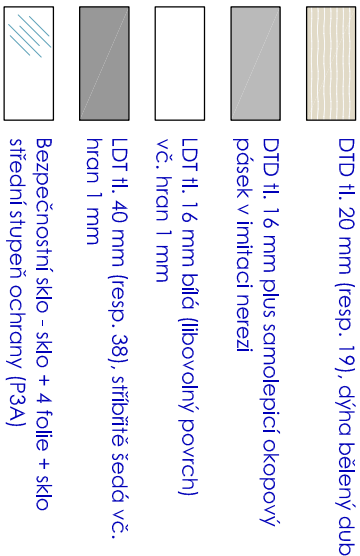 DTD tl. 20 mm (resp. 19), dýha bělený dub
DTD tl. 16 mm plus samolepicí okopový
pásek v imitaci nerezi
LDT tl. 16 mm bílá (libovolný povrch)
vč. hran 1 mm
LDT tl. 40 mm (resp. 38), stříbřitě šedá vč.
hran 1 mm
Bezpečnostní sklo - sklo + 4 folie + sklo
střední stupeň ochrany (P3A)